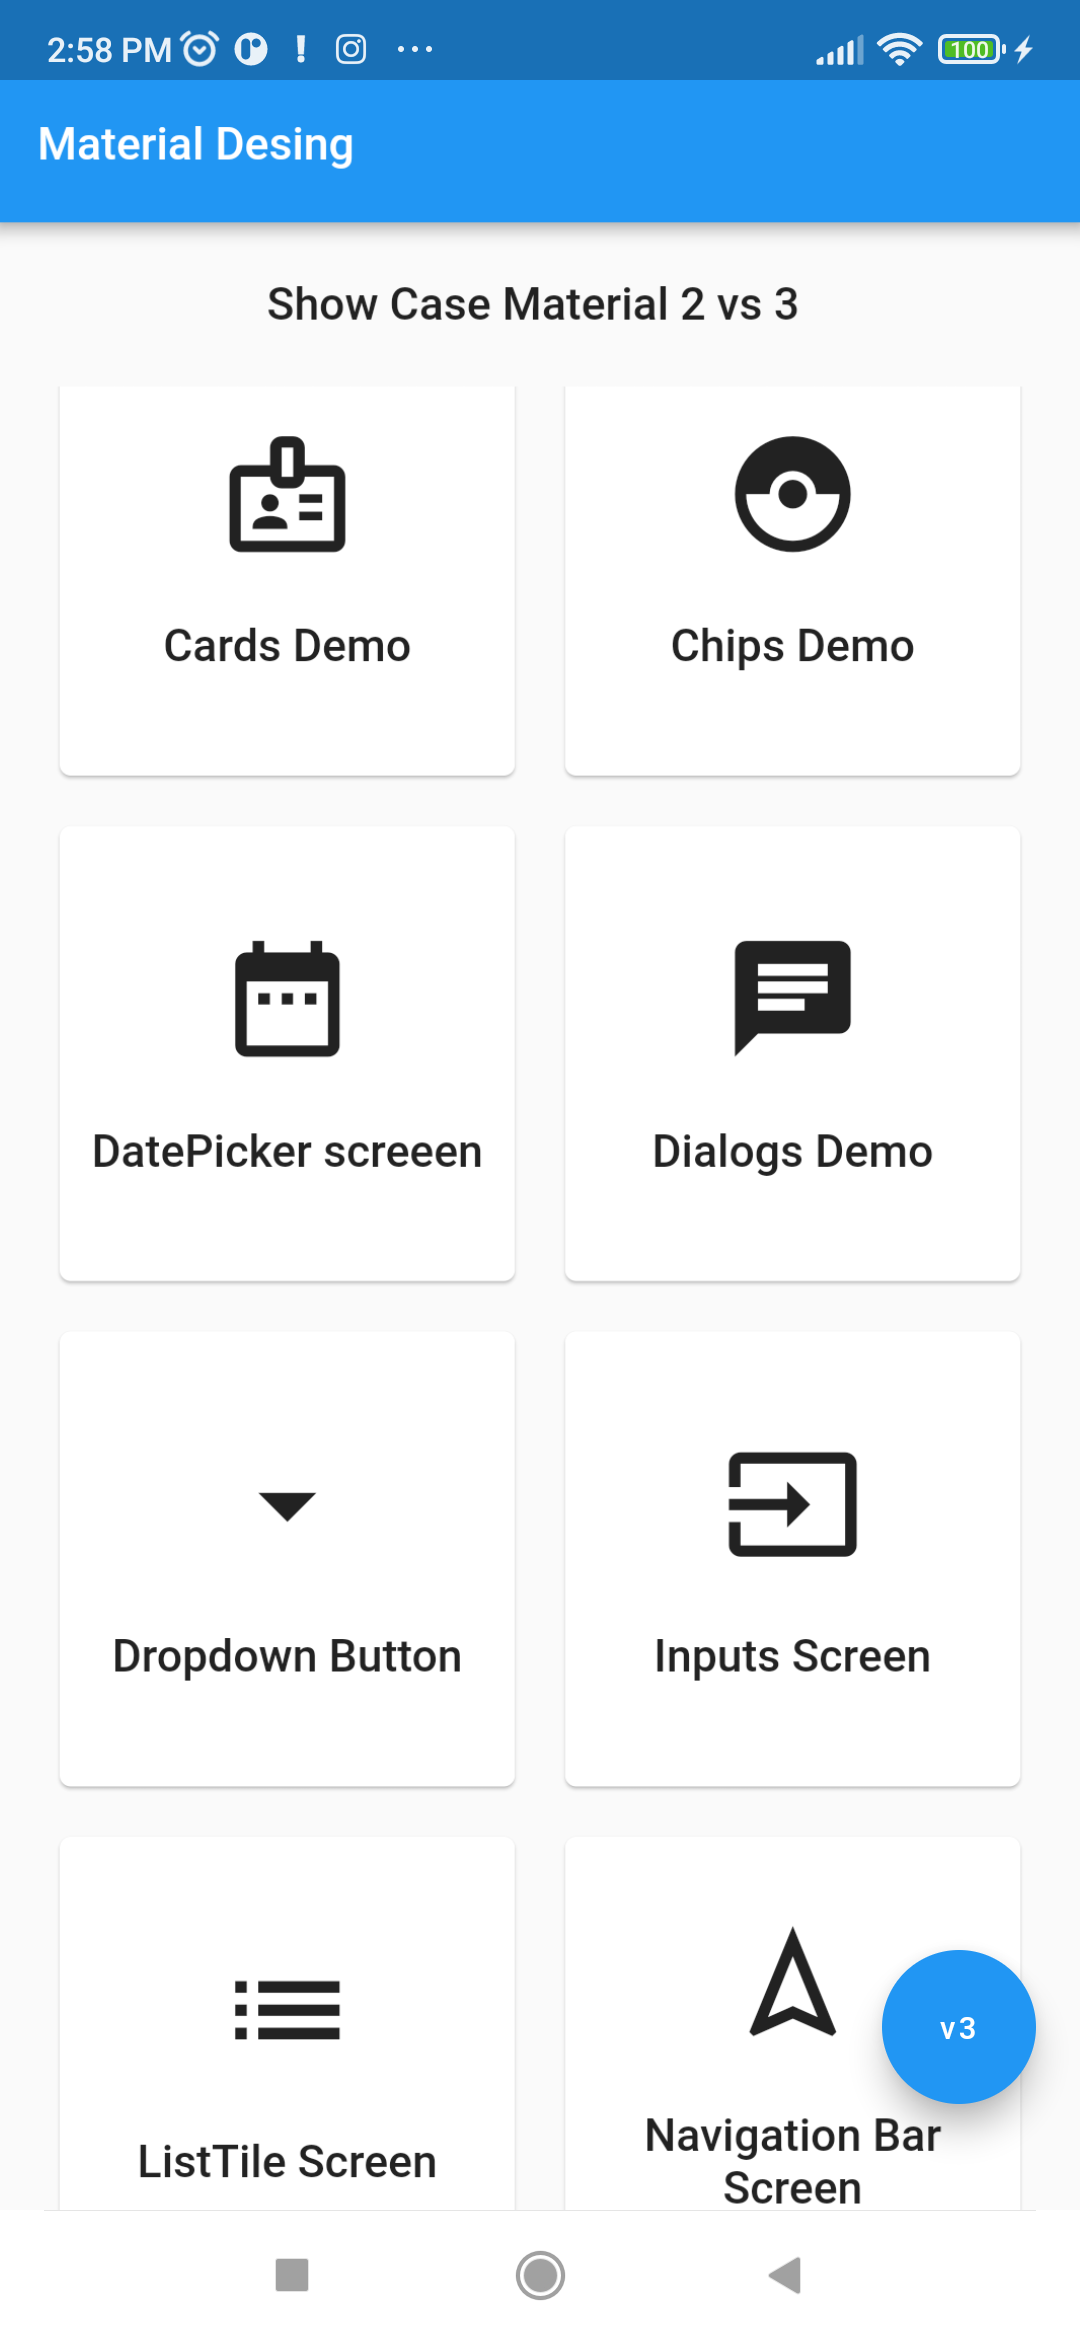 2:58 PM
100
Material Desing
Show Case Material 2 vs 3
Cards Demo
Chips Demo
DatePicker screeen
Dialogs Demo
Dropdown Button
Inputs Screen
ListTile Screen
Navigation Bar
Screen
v3